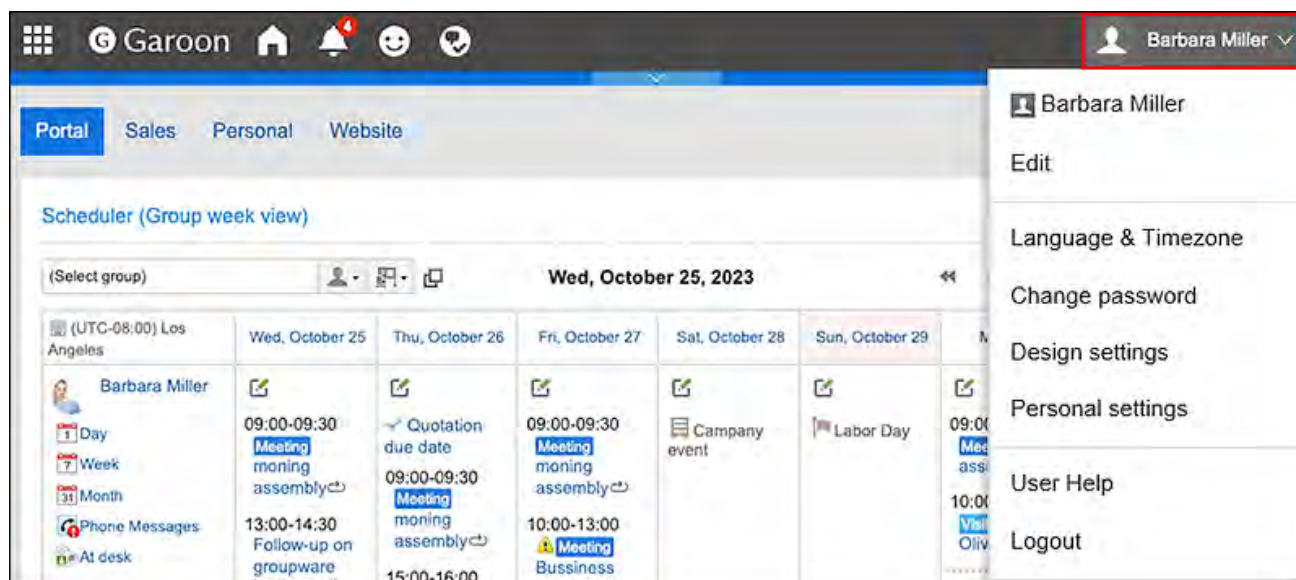 G Garoon 4 Barbara Miller
Barbara Miller
Edit
Language & Timezone
Change password
Design settings
Personal settings
User Help
Logout
Portal Sales Personal Website
Scheduler (Group week view)
(Select group) Wed, October 25, 2023
(UTC-08:00) Los
Angeles
Wed, October 25 Thu, October 26 Fri, October 27 Sat, October 28 Sun, October 29
Barbara Miller
1 Day
7 Week
31 Month
Phone Messages
At desk
09:00-09:30
Meeting
moning
assembly
13:00-14:30
Follow-up on
groupware
Quotation
due date
09:00-09:30
Meeting
moning
assembly
15:00-16:00
09:00-09:30
Meeting
moning
assembly
10:00-13:00
Meeting
Bussiness
Campany
event
Labor Day